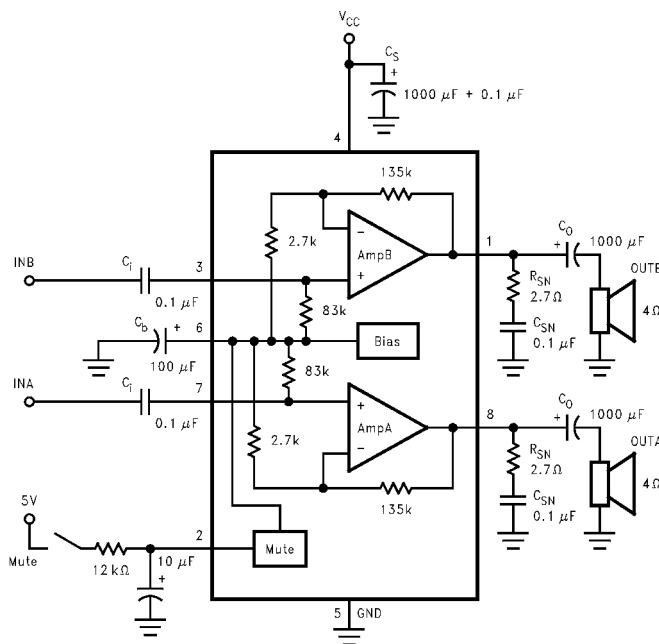 VCC
CS
+
1000 µF + 0.1 µF
4
135k
2.7k
−
AmpB
+
1
CO
+
1000 µF
OUTB
INB
Ci
0.1 µF
3
83k
RSN
2.7Ω
4Ω
CSN
0.1 µF
Cb
+
100 µF
6
Bias
83k
INA
Ci
0.1 µF
7
+
AmpA
−
8
CO
+
1000 µF
OUTA
2.7k
RSN
2.7Ω
4Ω
CSN
0.1 µF
135k
5V
Mute
12kΩ
10 µF
+
2
Mute
5 GND